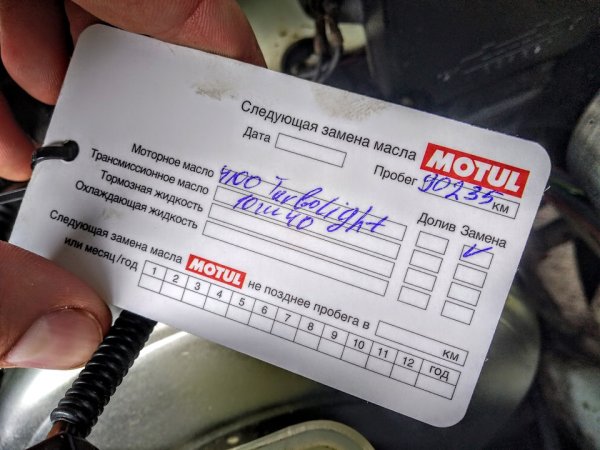 Следующая замена масла MOTUL
Дата Пробег 90235 км
Долив Замена
Моторное масло 4100 Turbolight
Трансмиссионное масло 10W40
Тормозная жидкость
Охлаждающая жидкость
Следующая замена масла MOTUL не позднее пробега в км
или месяц/год 1 2 3 4 5 6 7 8 9 10 11 12 год